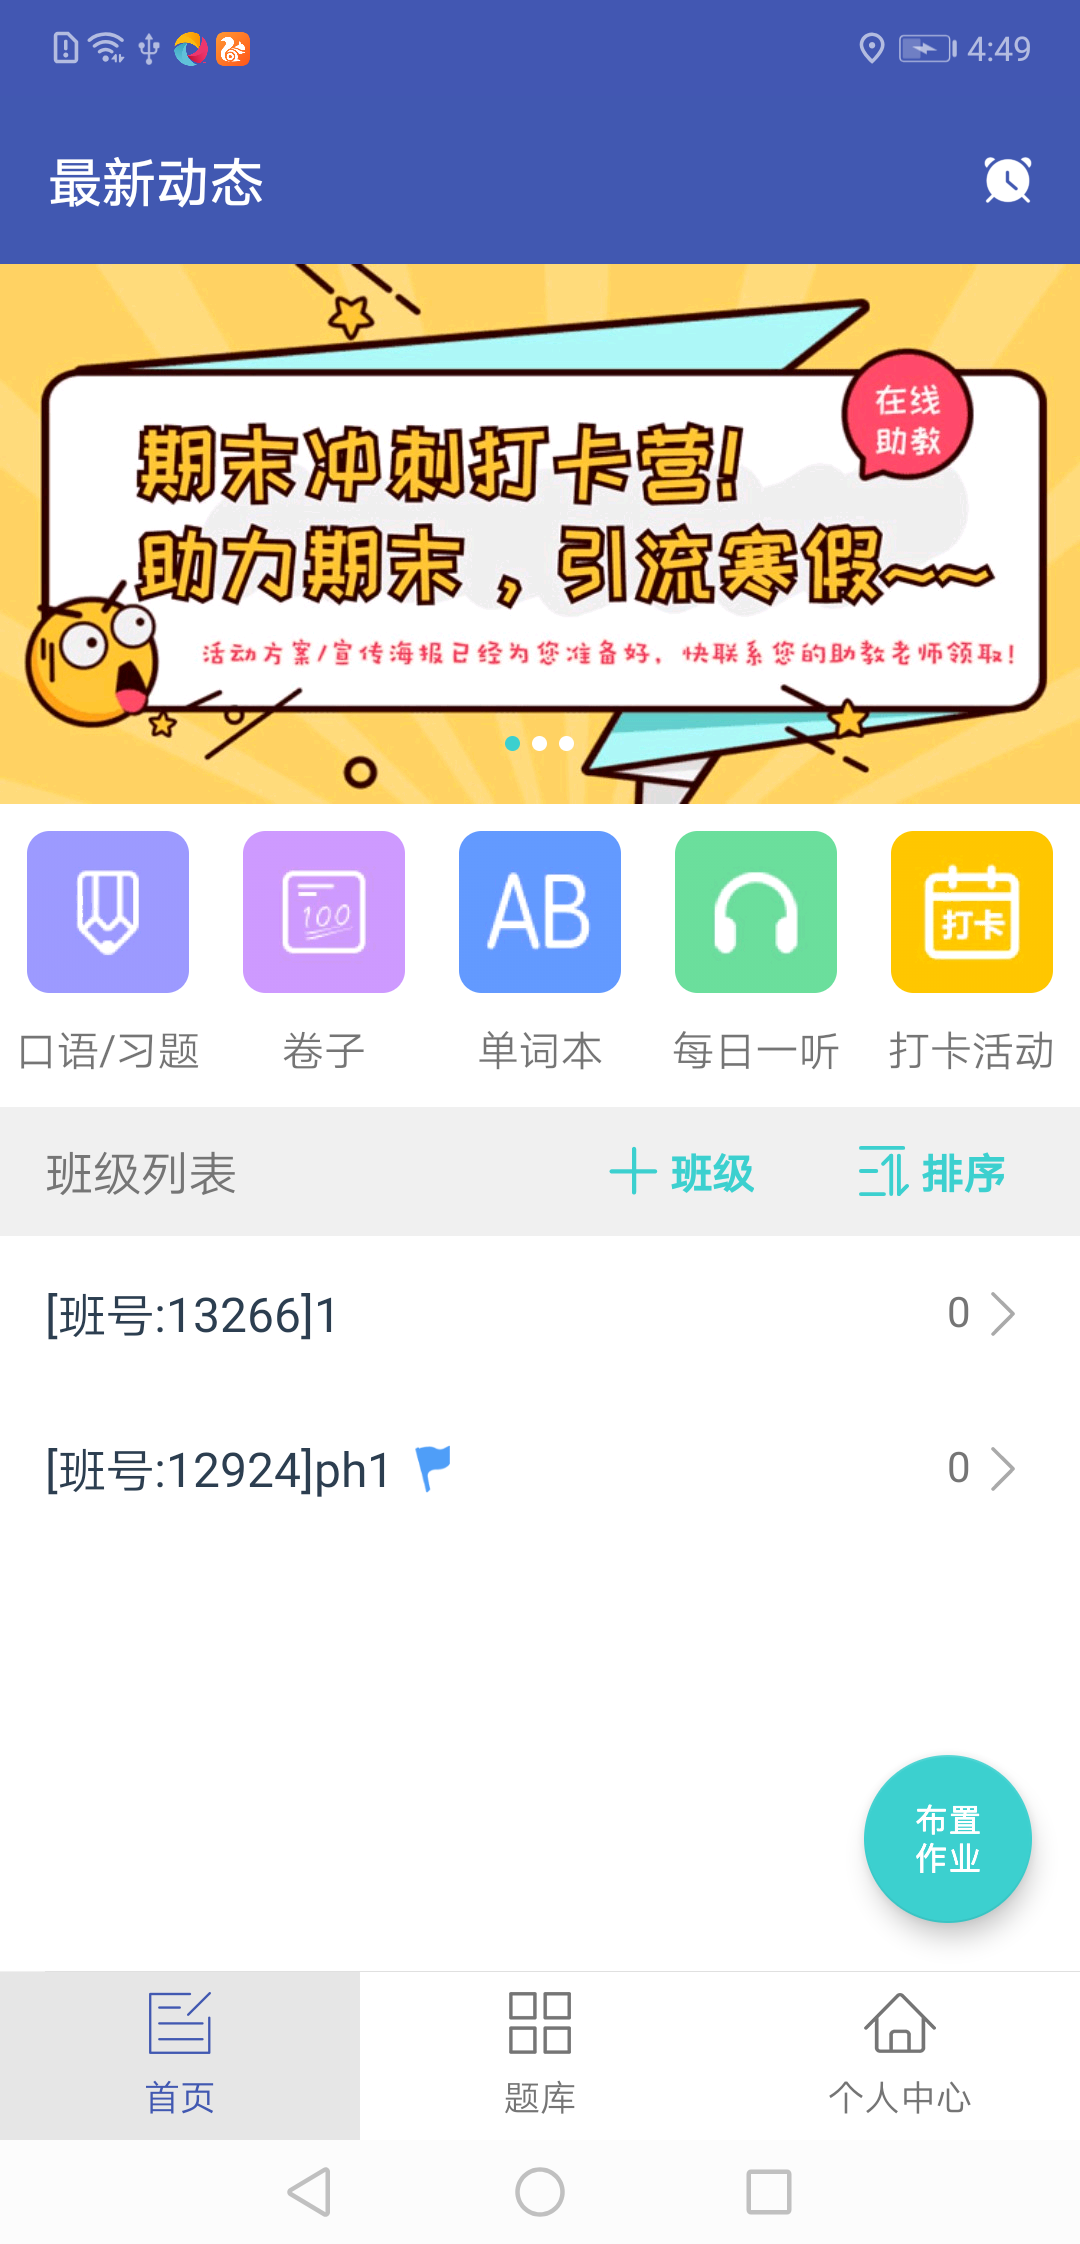 4:49
最新动态
在线
助教
期末冲刺打卡营!
助力期末，引流寒假~~
活动方案/宣传海报已经为您准备好，快联系您的助教老师领取!
100
AB
打卡
口语/习题
卷子
单词本
每日一听
打卡活动
班级列表
班级
排序
[班号:13266]1
0
[班号:12924]ph1
0
布置
作业
首页
题库
个人中心